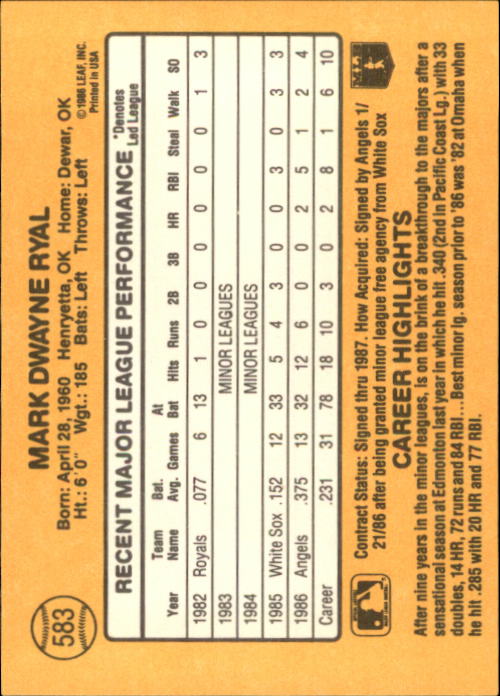 583
MARK DWAYNE RYAL
Born: April 28, 1960 Henryetta, OK Home: Dewar, OK
Ht.: 6'0" Wgt.: 185 Bats: Left Throws: Left
©1986 LEAF, INC.
Printed in USA
RECENT MAJOR LEAGUE PERFORMANCE *Denotes Led League
Year Team Name Bat. Avg. Games At Bat Hits Runs 2B 3B HR RBI Steal Walk SO
1982 Royals .077 6 13 1 0 0 0 0 0 0 1 3
1983 MINOR LEAGUES
1984 MINOR LEAGUES
1985 White Sox .152 12 33 5 4 3 0 0 3 0 3 3
1986 Angels .375 13 32 12 6 0 0 2 5 1 2 4
Career .231 31 78 18 10 3 0 2 8 1 6 10
Contract Status: Signed thru 1987. How Acquired: Signed by Angels 1/
21/86 after being granted minor league free agency from White Sox
CAREER HIGHLIGHTS
After nine years in the minor leagues, is on the brink of a breakthrough to the majors after a
sensational season at Edmonton last year in which he hit .340 (2nd in Pacific Coast Lg.) with 33
doubles, 14 HR, 72 runs and 84 RBI...Best minor lg. season prior to '86 was '82 at Omaha when
he hit .285 with 20 HR and 77 RBI.